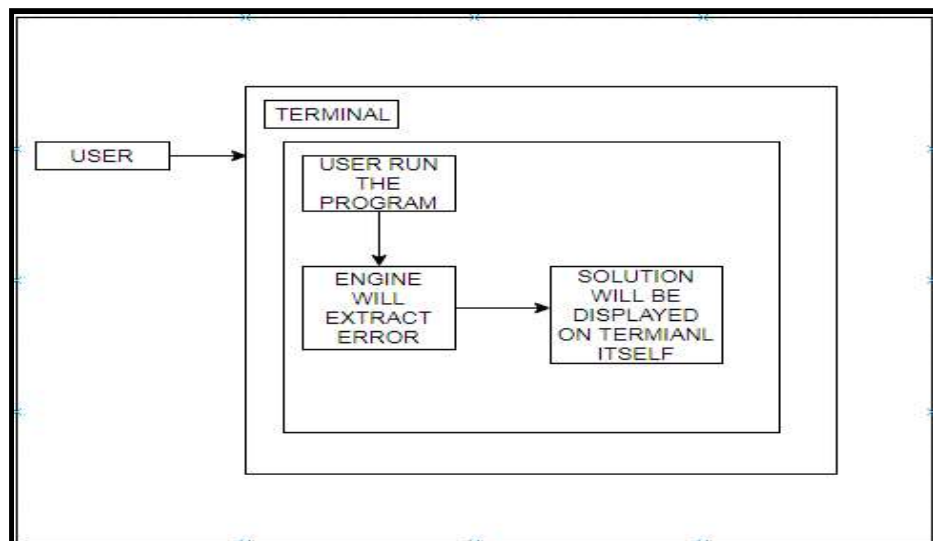 TERMINAL
USER
USER RUN
THE
PROGRAM
ENGINE
WILL
EXTRACT
ERROR
SOLUTION
WILL BE
DISPLAYED
ON TERMIANL
ITSELF